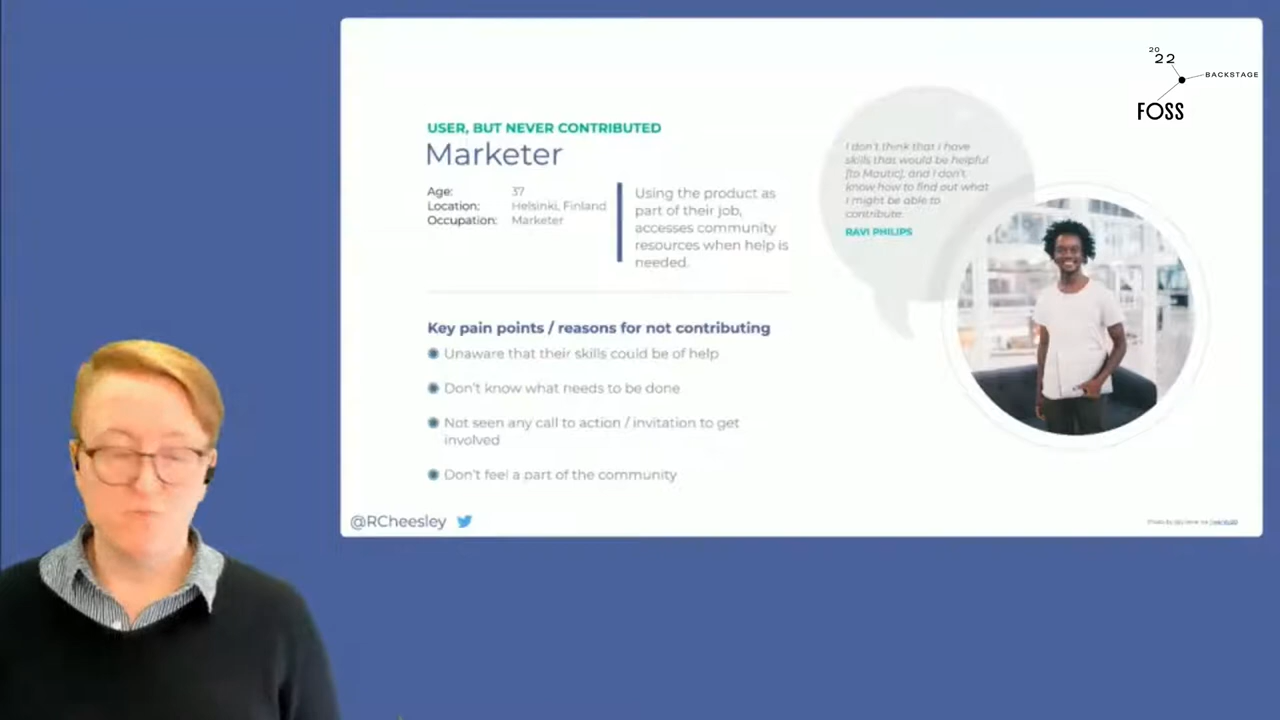 20
22
BACKSTAGE
FOSS
USER, BUT NEVER CONTRIBUTED
Marketer
Age: 37
Location: Helsinki, Finland
Occupation: Marketer
Using the product as
part of their job,
accesses community
resources when help is
needed.
I don't think that I have
skills that would be helpful
[to Mautic], and I don't
know how to find out what
I might be able to
contribute.
RAVI PHILIPS
Key pain points / reasons for not contributing
Unaware that their skills could be of help
Don't know what needs to be done
Not seen any call to action / invitation to get
involved
Don't feel a part of the community
@RCheesley